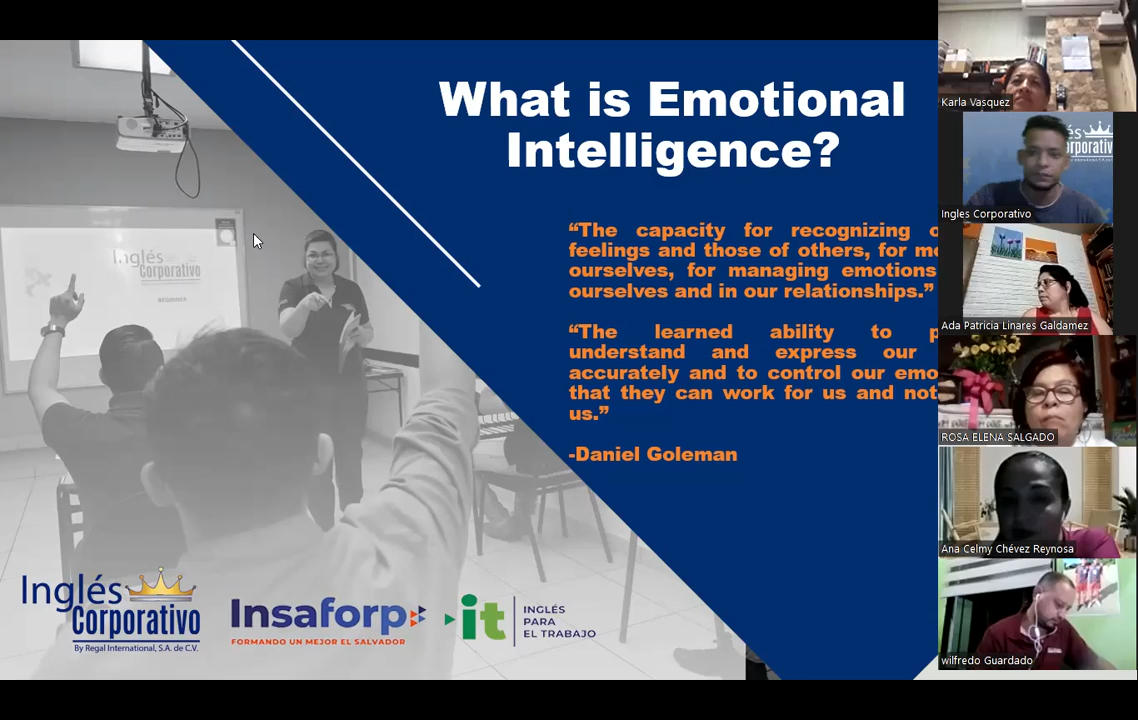 What is Emotional
Intelligence?
“The capacity for recognizing
feelings and those of others, for
ourselves, for managing emotions
ourselves and in our relationships.”
“The learned ability to
understand and express our
accurately and to control our
that they can work for us and not
us.”
-Daniel Goleman
Inglés
Corporativo
BEGINNER
Inglés
Corporativo
By Regal International, S.A. de C.V.
Insaforp
FORMANDO UN MEJOR EL SALVADOR
it
INGLÉS
PARA
EL TRABAJO
Karla Vasquez
Ingles Corporativo
Ada Patricia Linares Galdamez
ROSA ELENA SALGADO
Ana Celmy Chévez Reynosa
wilfredo Guardado